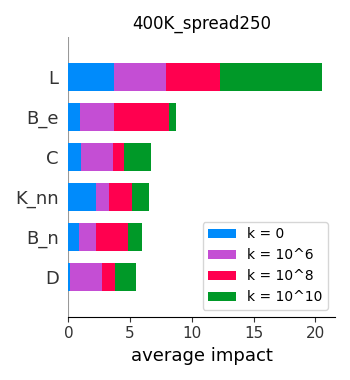 400K_spread250
L
B_e
C
K_nn
B_n
D
k = 0
k = 10^6
k = 10^8
k = 10^10
0 5 10 15 20
average impact